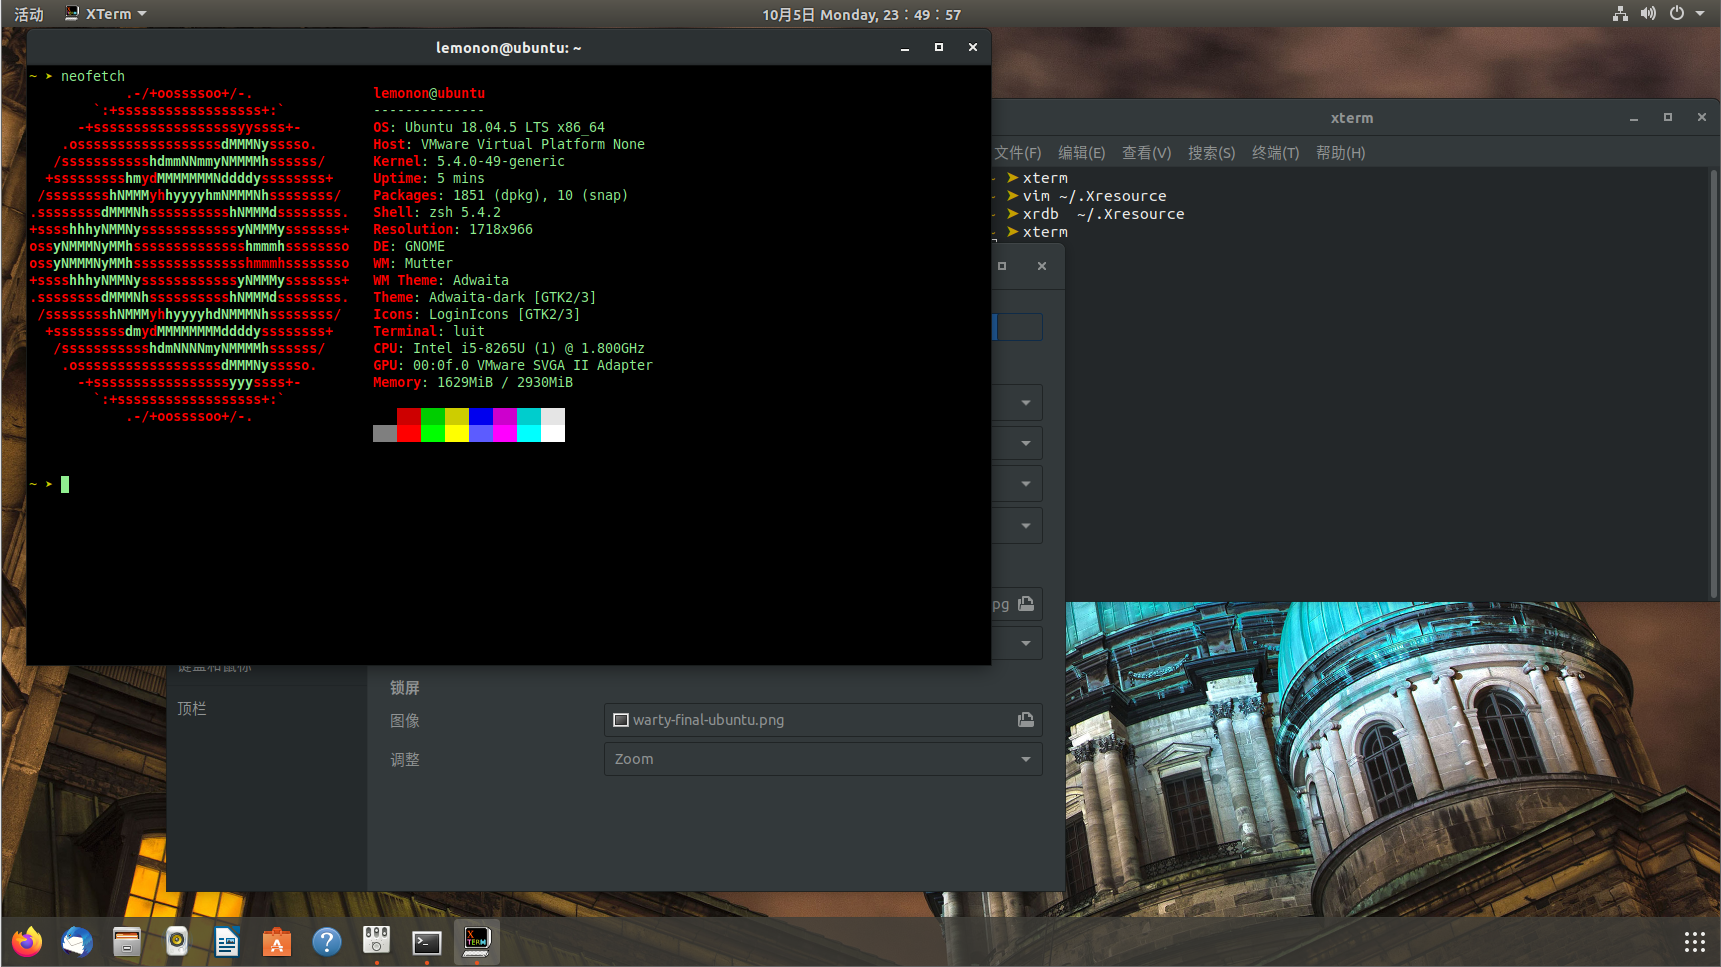 活动
XTerm
10月5日 Monday, 23：49：57
lemonon@ubuntu: ~
~ ➤ neofetch
.-/+oossssoo+/-.
`:+ssssssssssssssssss+:`
-+ssssssssssssssssssyyssss+-
.ossssssssssssssssssdMMMNysssso.
/ssssssssssshdmmNNmmyNMMMMhssssss/
+ssssssssshmydMMMMMMMNddddyssssssss+
/sssssssshNMMMyhhyyyyhmNMMMNhssssssss/
.ssssssssdMMMNhsssssssssshNMMMdssssssss.
+sssshhhyNMMNyssssssssssssyNMMMysssssss+
ossyNMMMNyMMhsssssssssssssshmmmhssssssso
ossyNMMMNyMMhsssssssssssssshmmmhssssssso
+sssshhhyNMMNyssssssssssssyNMMMysssssss+
.ssssssssdMMMNhsssssssssshNMMMdssssssss.
/sssssssshNMMMyhhyyyyhdNMMMNhssssssss/
+sssssssssdmydMMMMMMMMddddyssssssss+
/ssssssssssshdmNNNNmyNMMMMhssssss/
.ossssssssssssssssssdMMMNysssso.
-+sssssssssssssssssyyyssss+-
`:+ssssssssssssssssss+:`
.-/+oossssoo+/-.
lemonon@ubuntu
--------------
OS: Ubuntu 18.04.5 LTS x86_64
Host: VMware Virtual Platform None
Kernel: 5.4.0-49-generic
Uptime: 5 mins
Packages: 1851 (dpkg), 10 (snap)
Shell: zsh 5.4.2
Resolution: 1718x966
DE: GNOME
WM: Mutter
WM Theme: Adwaita
Theme: Adwaita-dark [GTK2/3]
Icons: LoginIcons [GTK2/3]
Terminal: luit
CPU: Intel i5-8265U (1) @ 1.800GHz
GPU: 00:0f.0 VMware SVGA II Adapter
Memory: 1629MiB / 2930MiB
~ ➤
xterm
文件(F) 编辑(E) 查看(V) 搜索(S) 终端(T) 帮助(H)
➤ xterm
➤ vim ~/.Xresource
➤ xrdb  ~/.Xresource
➤ xterm
pg
键盘和鼠标
顶栏
锁屏
图像
warty-final-ubuntu.png
调整
Zoom